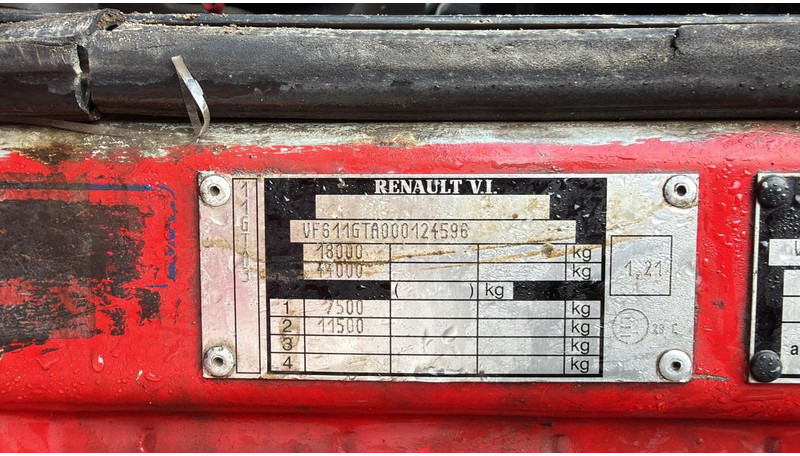 RENAULT V.I.
11GTA3
VF611GTA000124596
18000 kg
44000 kg
( ) kg
1,21
1 7500 kg
2 11500 kg
3 kg
4 kg
V
a